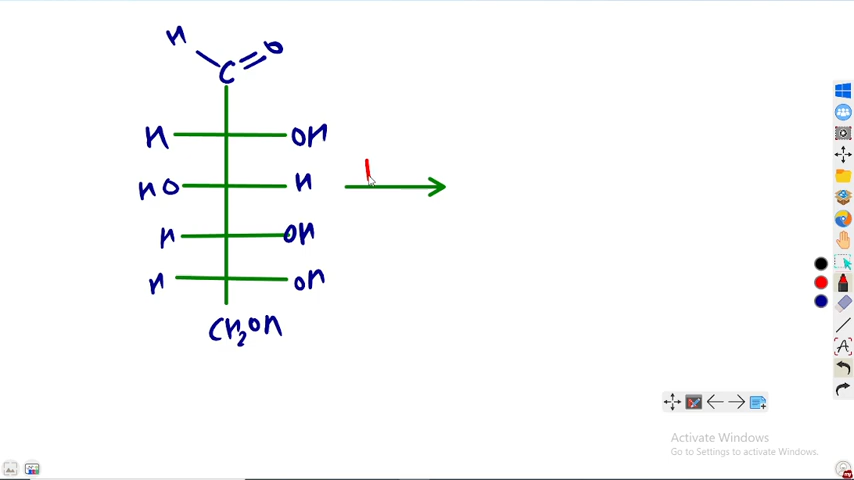 H
O
C
H OH
HO H
H OH
H OH
CH₂OH
Activate Windows
Go to Settings to activate Windows.